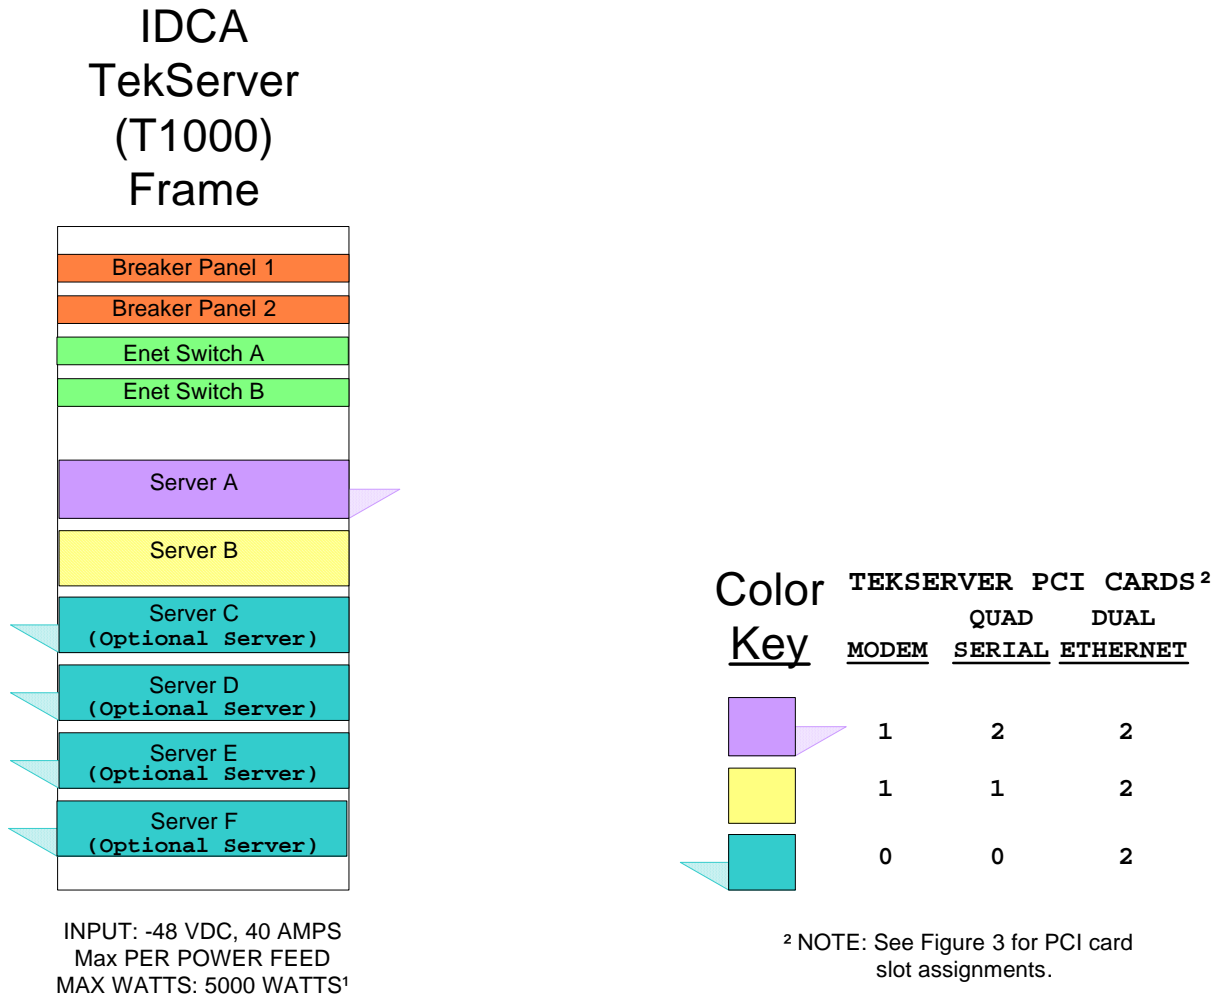 IDCA
TekServer
(T1000)
Frame
Breaker Panel 1
Breaker Panel 2
Enet Switch A
Enet Switch B
Server A
Server B
Server C
(Optional Server)
Server D
(Optional Server)
Server E
(Optional Server)
Server F
(Optional Server)
INPUT: -48 VDC, 40 AMPS
Max PER POWER FEED
MAX WATTS: 5000 WATTS¹
Color
Key
TEKSERVER PCI CARDS²
QUAD DUAL
MODEM SERIAL ETHERNET
1 2 2
1 1 2
0 0 2
² NOTE: See Figure 3 for PCI card
slot assignments.